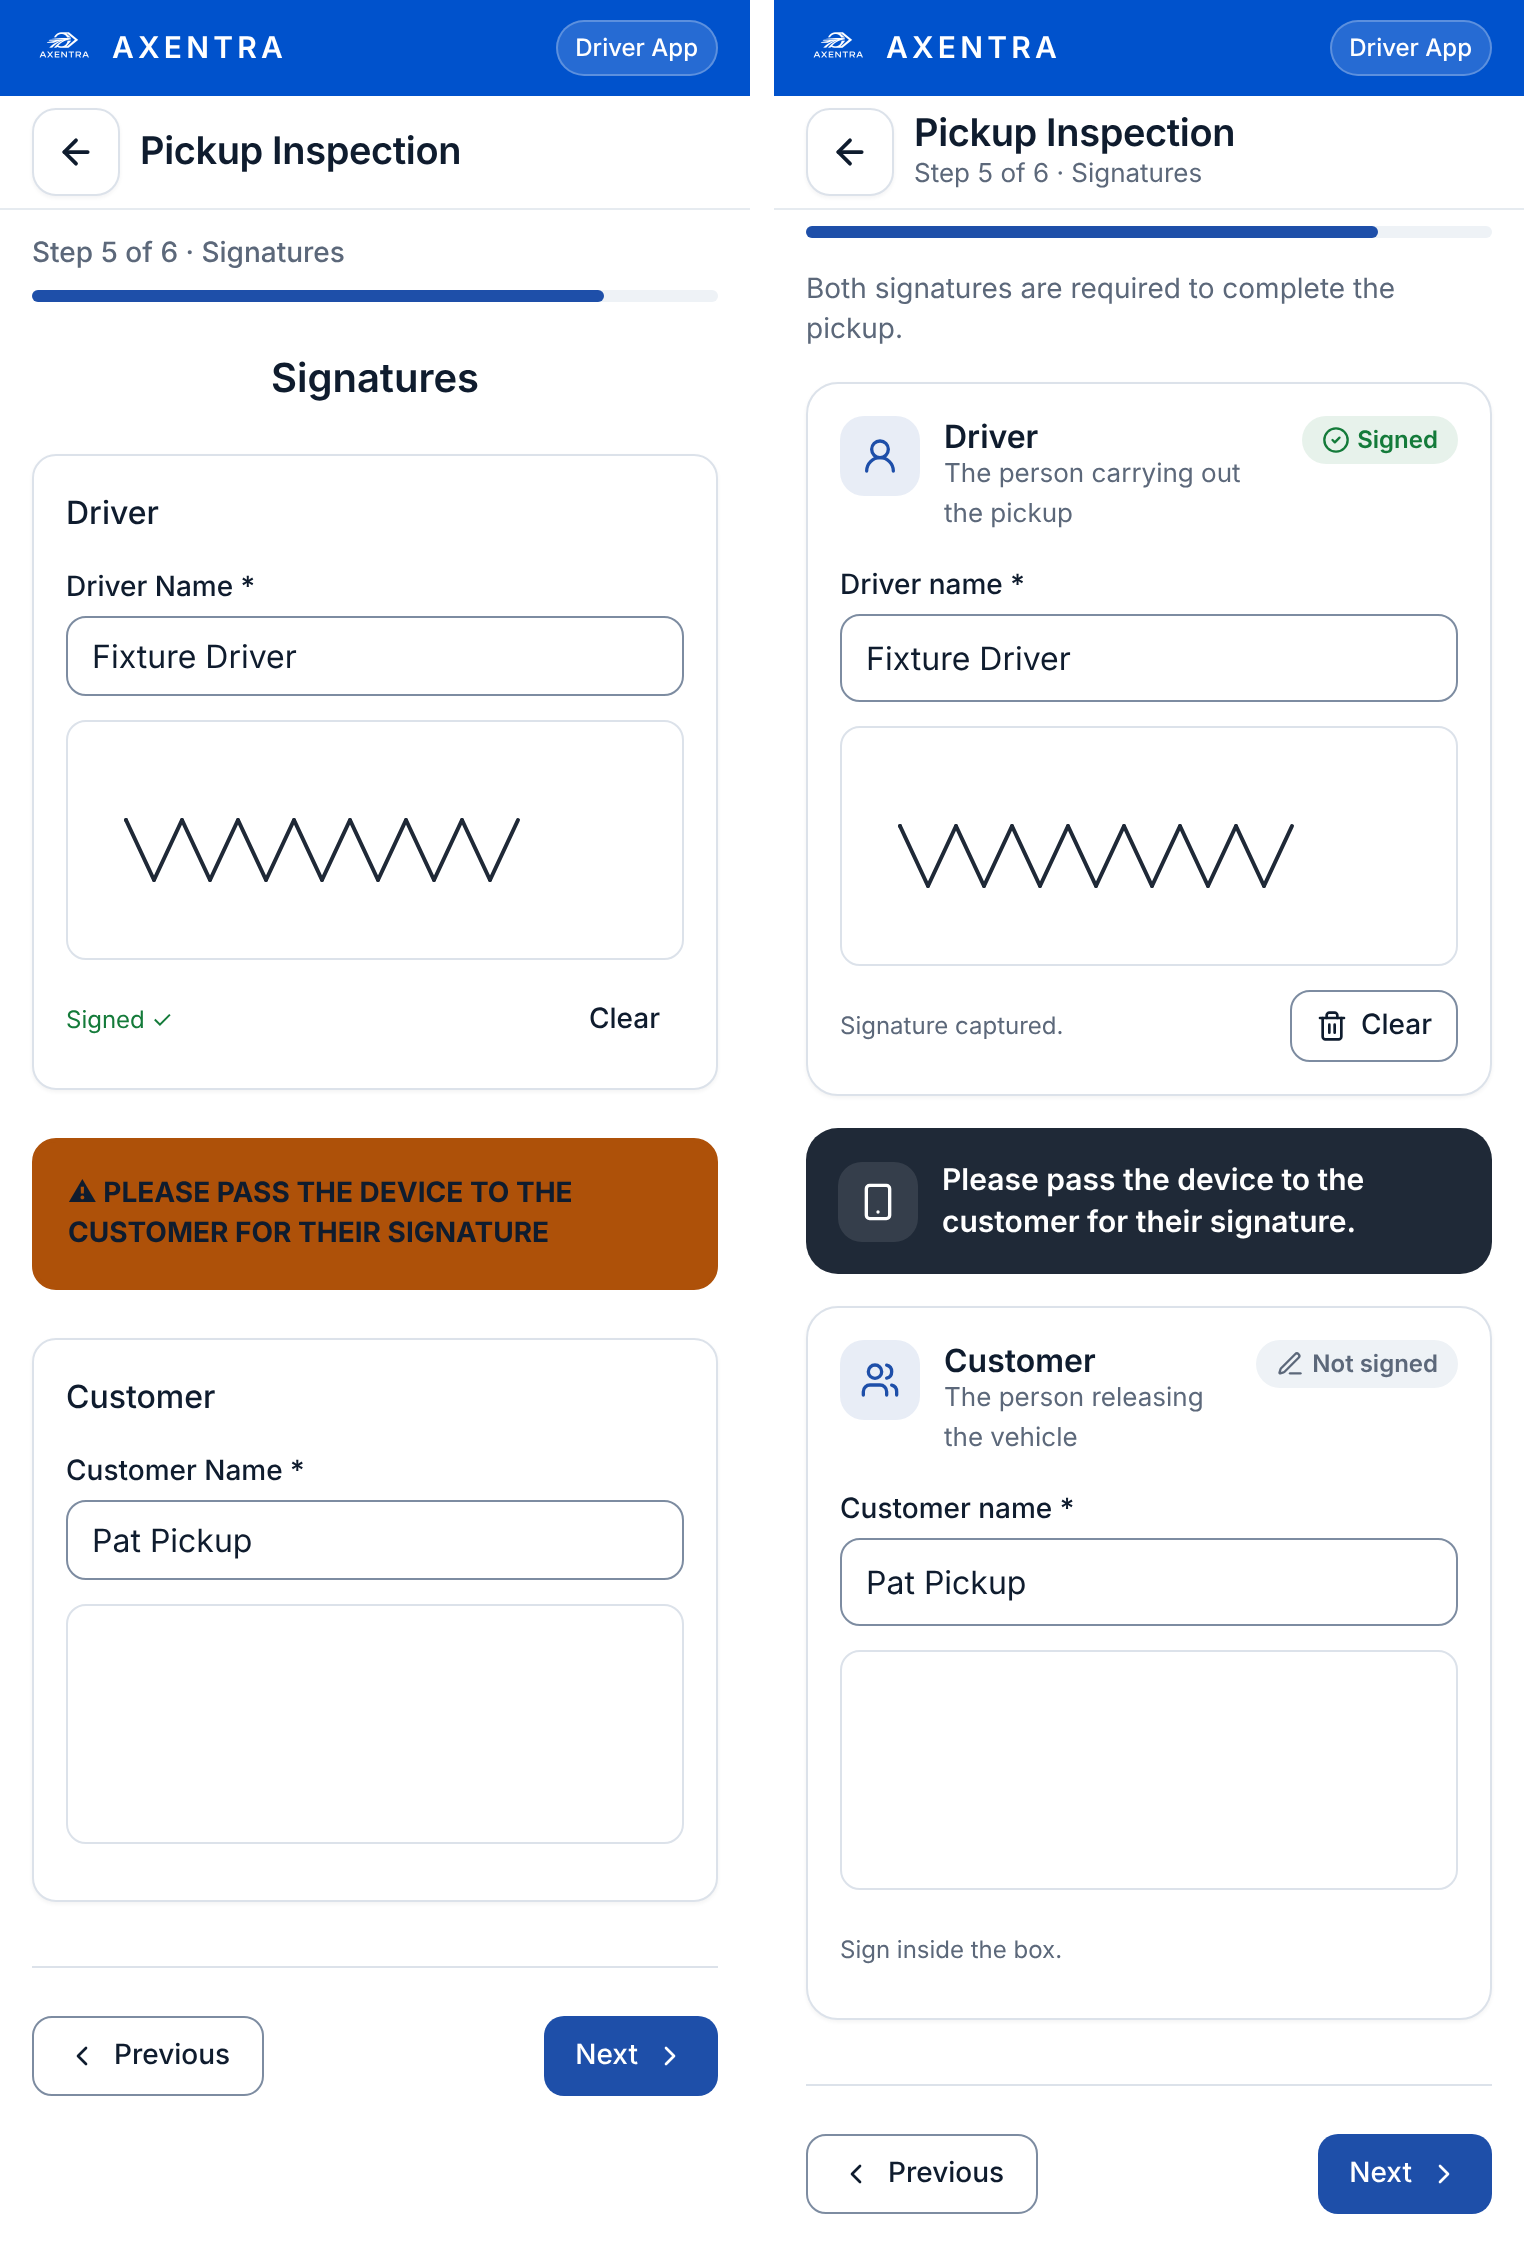 AXENTRA
AXENTRA
Driver App
Pickup Inspection
Step 5 of 6 · Signatures
Signatures
Driver
Driver Name *
Fixture Driver
Signed ✓
Clear
⚠ PLEASE PASS THE DEVICE TO THE
CUSTOMER FOR THEIR SIGNATURE
Customer
Customer Name *
Pat Pickup
Previous
Next
AXENTRA
AXENTRA
Driver App
Pickup Inspection
Step 5 of 6 · Signatures
Both signatures are required to complete the
pickup.
Driver
Signed
The person carrying out
the pickup
Driver name *
Fixture Driver
Signature captured.
Clear
Please pass the device to the
customer for their signature.
Customer
Not signed
The person releasing
the vehicle
Customer name *
Pat Pickup
Sign inside the box.
Previous
Next